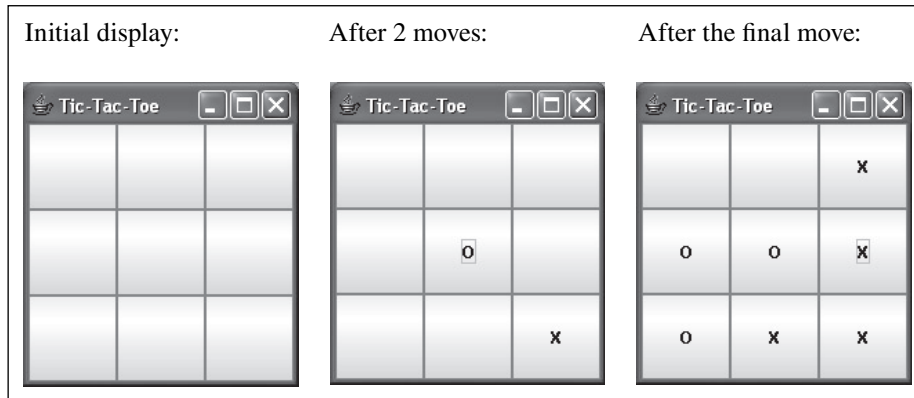 Initial display: After 2 moves: After the final move:
Tic-Tac-Toe Tic-Tac-Toe Tic-Tac-Toe
X
O O O X
X O X X